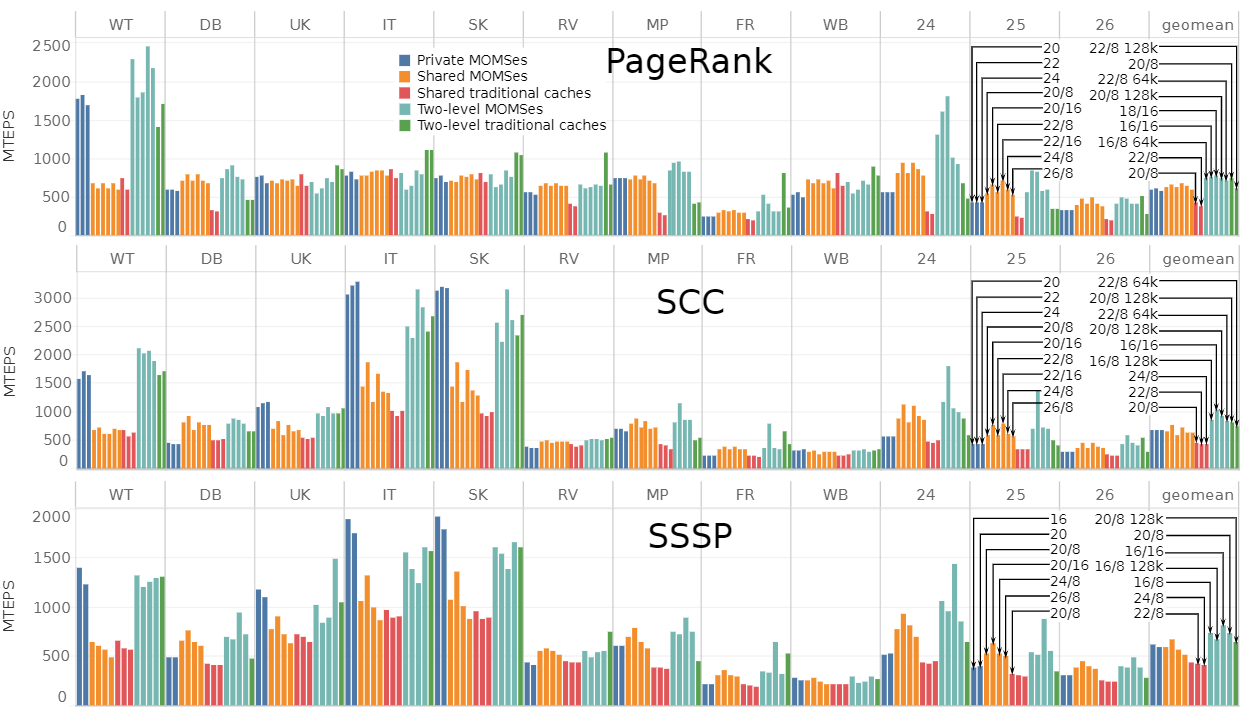 WT DB UK IT SK RV MP FR WB 24 25 26 geomean
PageRank
MTEPS
2500
2000
1500
1000
500
0
Private MOMSes
Shared MOMSes
Shared traditional caches
Two-level MOMSes
Two-level traditional caches
20 22/8 128k
22 20/8
24 22/8 64k
20/8 20/8 128k
20/16 18/16
22/8 16/16
22/16 16/8 64k
24/8 22/8
26/8 20/8
WT DB UK IT SK RV MP FR WB 24 25 26 geomean
SCC
MTEPS
3000
2500
2000
1500
1000
500
0
20 22/8 64k
22 20/8 128k
24 22/8 64k
20/8 20/8 128k
20/16 16/16
22/8 16/8 128k
22/16 24/8
24/8 22/8
26/8 20/8
WT DB UK IT SK RV MP FR WB 24 25 26 geomean
SSSP
MTEPS
2000
1500
1000
500
0
16 20/8 128k
20 20/8
20/8 16/16
20/16 16/8 128k
24/8 16/8
26/8 24/8
20/8 22/8